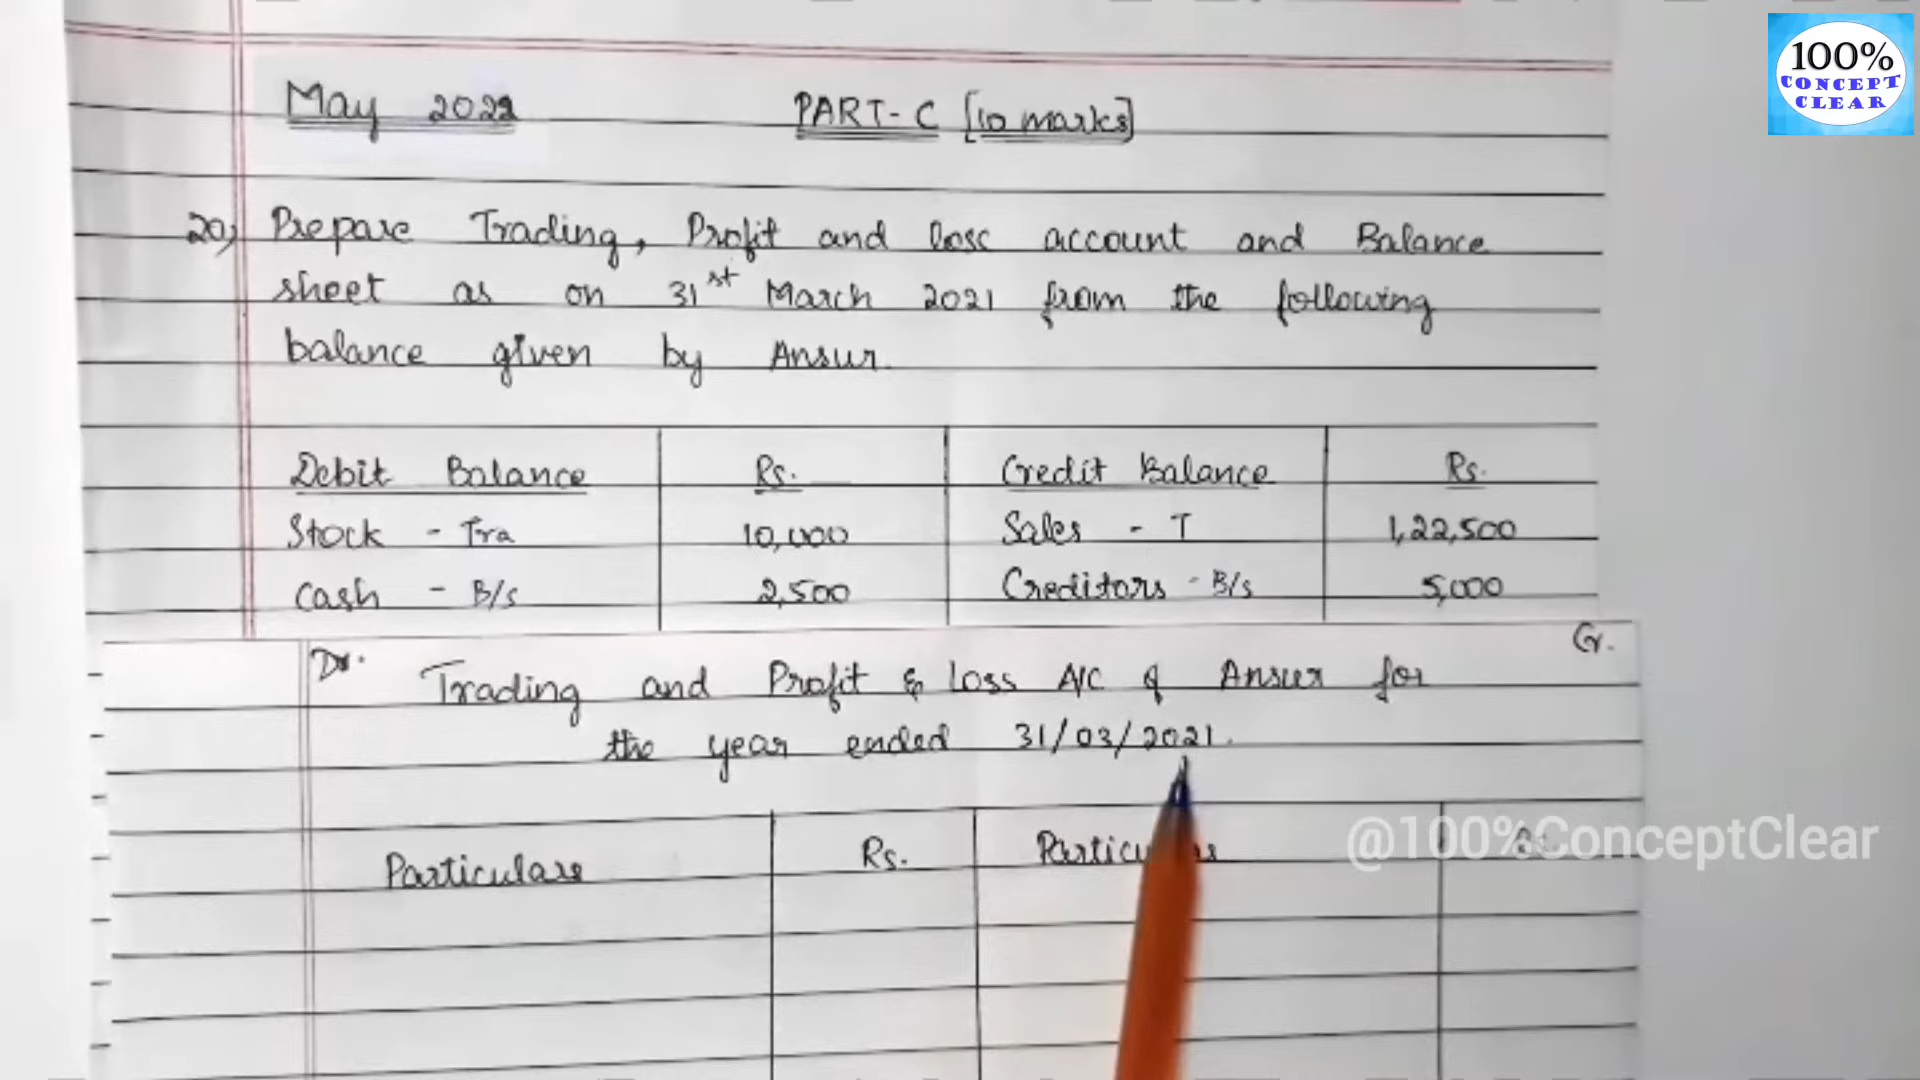 100%
CONCEPT
CLEAR
May 2022 PART-C [10 marks]
20) Prepare Trading, Profit and loss account and Balance
sheet as on 31st March 2021 from the following
balance given by Ansur.
Debit Balance Rs. Credit Balance Rs.
Stock - Tra 10,000 Sales - T 1,22,500
Cash - B/s 2,500 Creditors - B/s 5,000
Dr. Cr.
Trading and Profit & Loss A/C of Ansur for
the year ended 31/03/2021.
Particulars Rs. Particulars
@100%ConceptClear